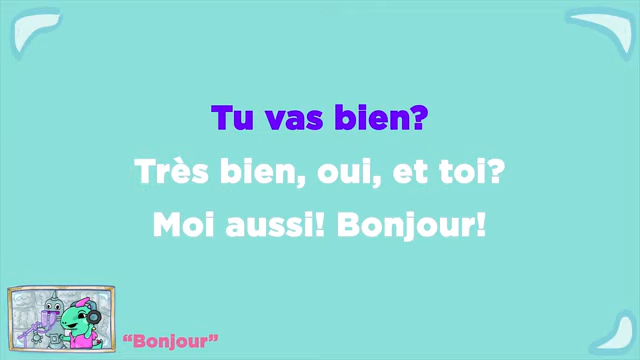 Tu vas bien?
Très bien, oui, et toi?
Moi aussi! Bonjour!
“Bonjour”